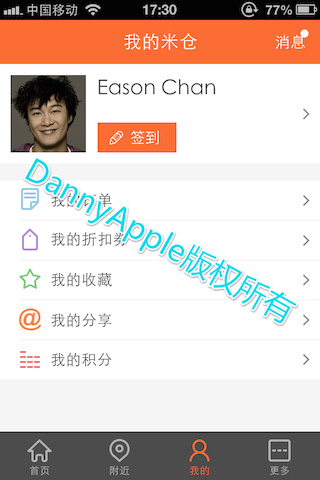 中国移动 17:30 77%
我的米仓 消息
Eason Chan
签到
我的订单
我的折扣券
我的收藏
@ 我的分享
我的积分
DannyApple版权所有
首页 附近 我的 更多